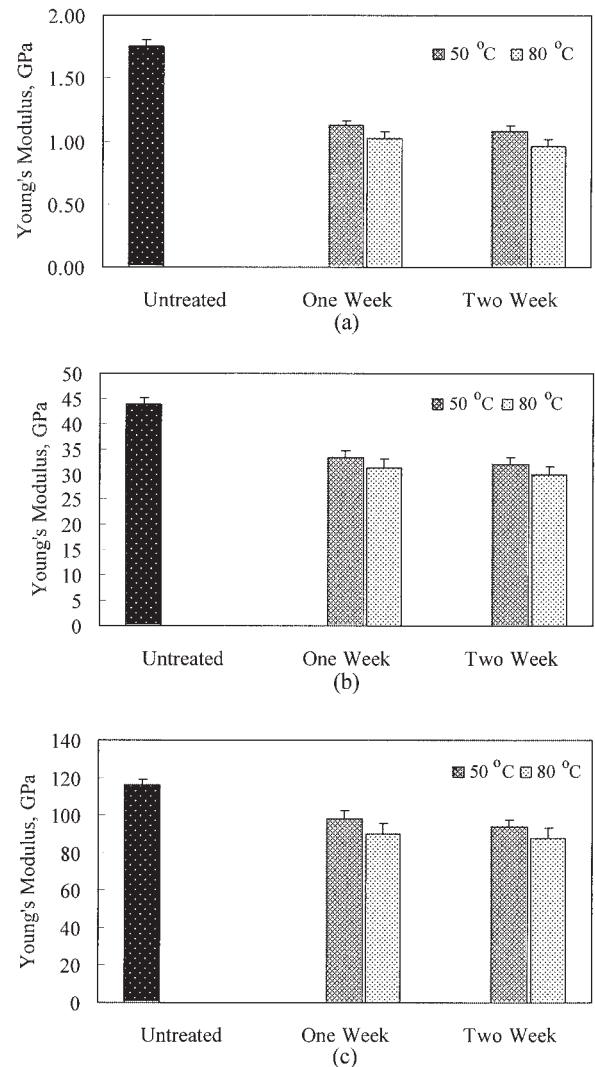 Young's Modulus, GPa
2.00
1.50
1.00
0.50
0.00
50 °C 80 °C
Untreated One Week Two Week
(a)
Young's Modulus, GPa
50
45
40
35
30
25
20
15
10
5
0
50 °C 80 °C
Untreated One Week Two Week
(b)
Young's Modulus, GPa
140
120
100
80
60
40
20
0
50 °C 80 °C
Untreated One Week Two Week
(c)